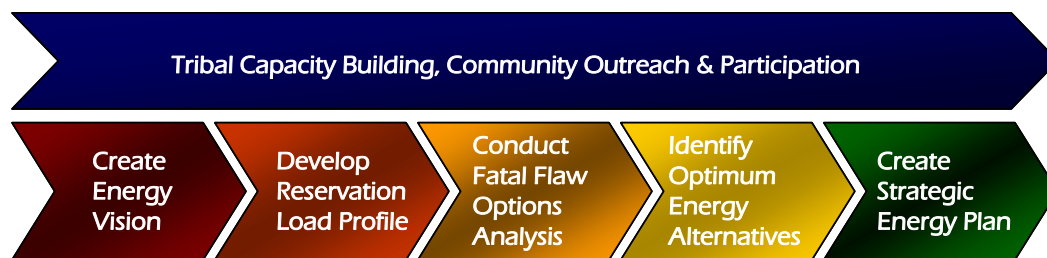 Tribal Capacity Building, Community Outreach & Participation
Create
Energy
Vision
Develop
Reservation
Load Profile
Conduct
Fatal Flaw
Options
Analysis
Identify
Optimum
Energy
Alternatives
Create
Strategic
Energy Plan